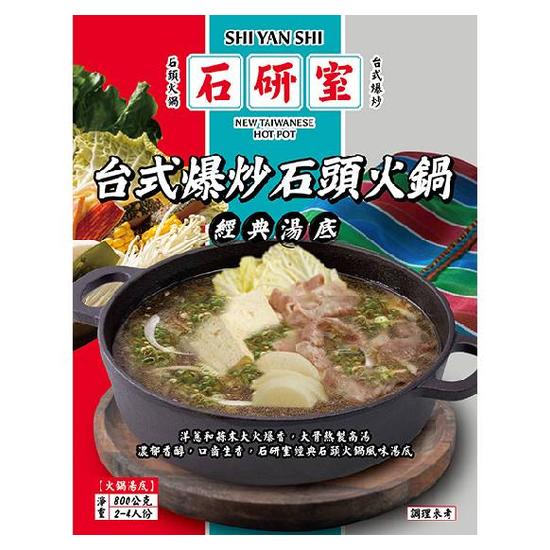 SHI YAN SHI
石頭火鍋
石研室
台式爆炒
NEW TAIWANESE
HOT POT
台式爆炒石頭火鍋
經典湯底
洋蔥和蒜末大火爆香，大骨熬製高湯
濃郁香醇，口齒生香，石研室經典石頭火鍋風味湯底
【火鍋湯底】
淨重 800公克
2-4人份
調理參考